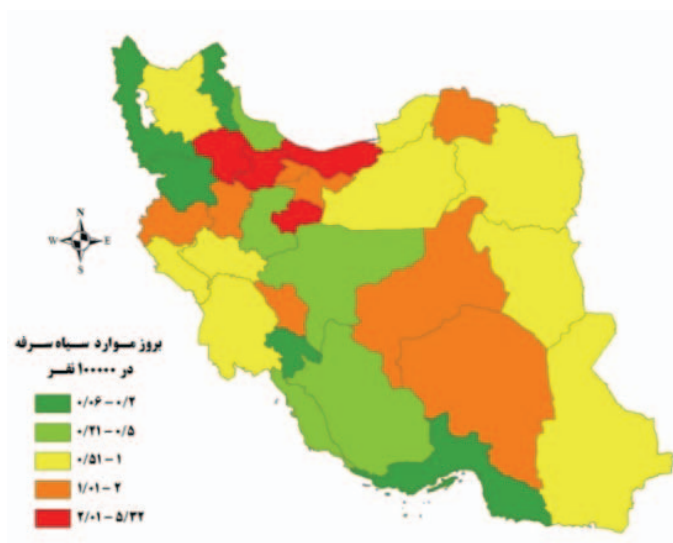 N
W E
S
بروز موارد سیاه سرفه
در ۱۰۰۰۰۰ نفر
۰/۰۶ – ۰/۲
۰/۲۱ – ۰/۵
۰/۵۱ – ۱
۱/۰۱ – ۲
۲/۰۱ – ۵/۳۲